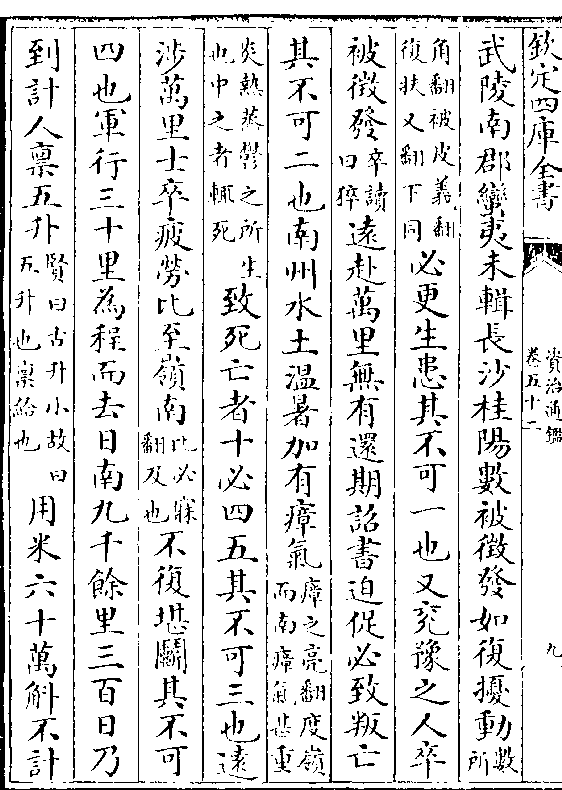 欽定四庫全書
資治通鑑
卷五十二
九
武陵南郡蠻夷未輯長沙桂陽數被徵發如復擾動數所
角翻被皮義翻
復扶又翻下同
必更生患其不可一也又兖豫之人卒
被徵發卒讀
曰猝
遠赴萬里無有還期詔書迫促必致叛亡
其不可二也南州水土温暑加有瘴氣瘴之亮翻度嶺
而南瘴氣甚重
炎熱蒸鬱之所生
也中之者輒死
致死亡者十必四五其不可三也遠
涉萬里士卒疲勞比至嶺南比必寐
翻及也
不復堪鬭其不可
四也軍行三十里為程而去日南九千餘里三百日乃
到計人稟五升賢曰古升小故曰
五升也稟給也
用米六十萬斛不計